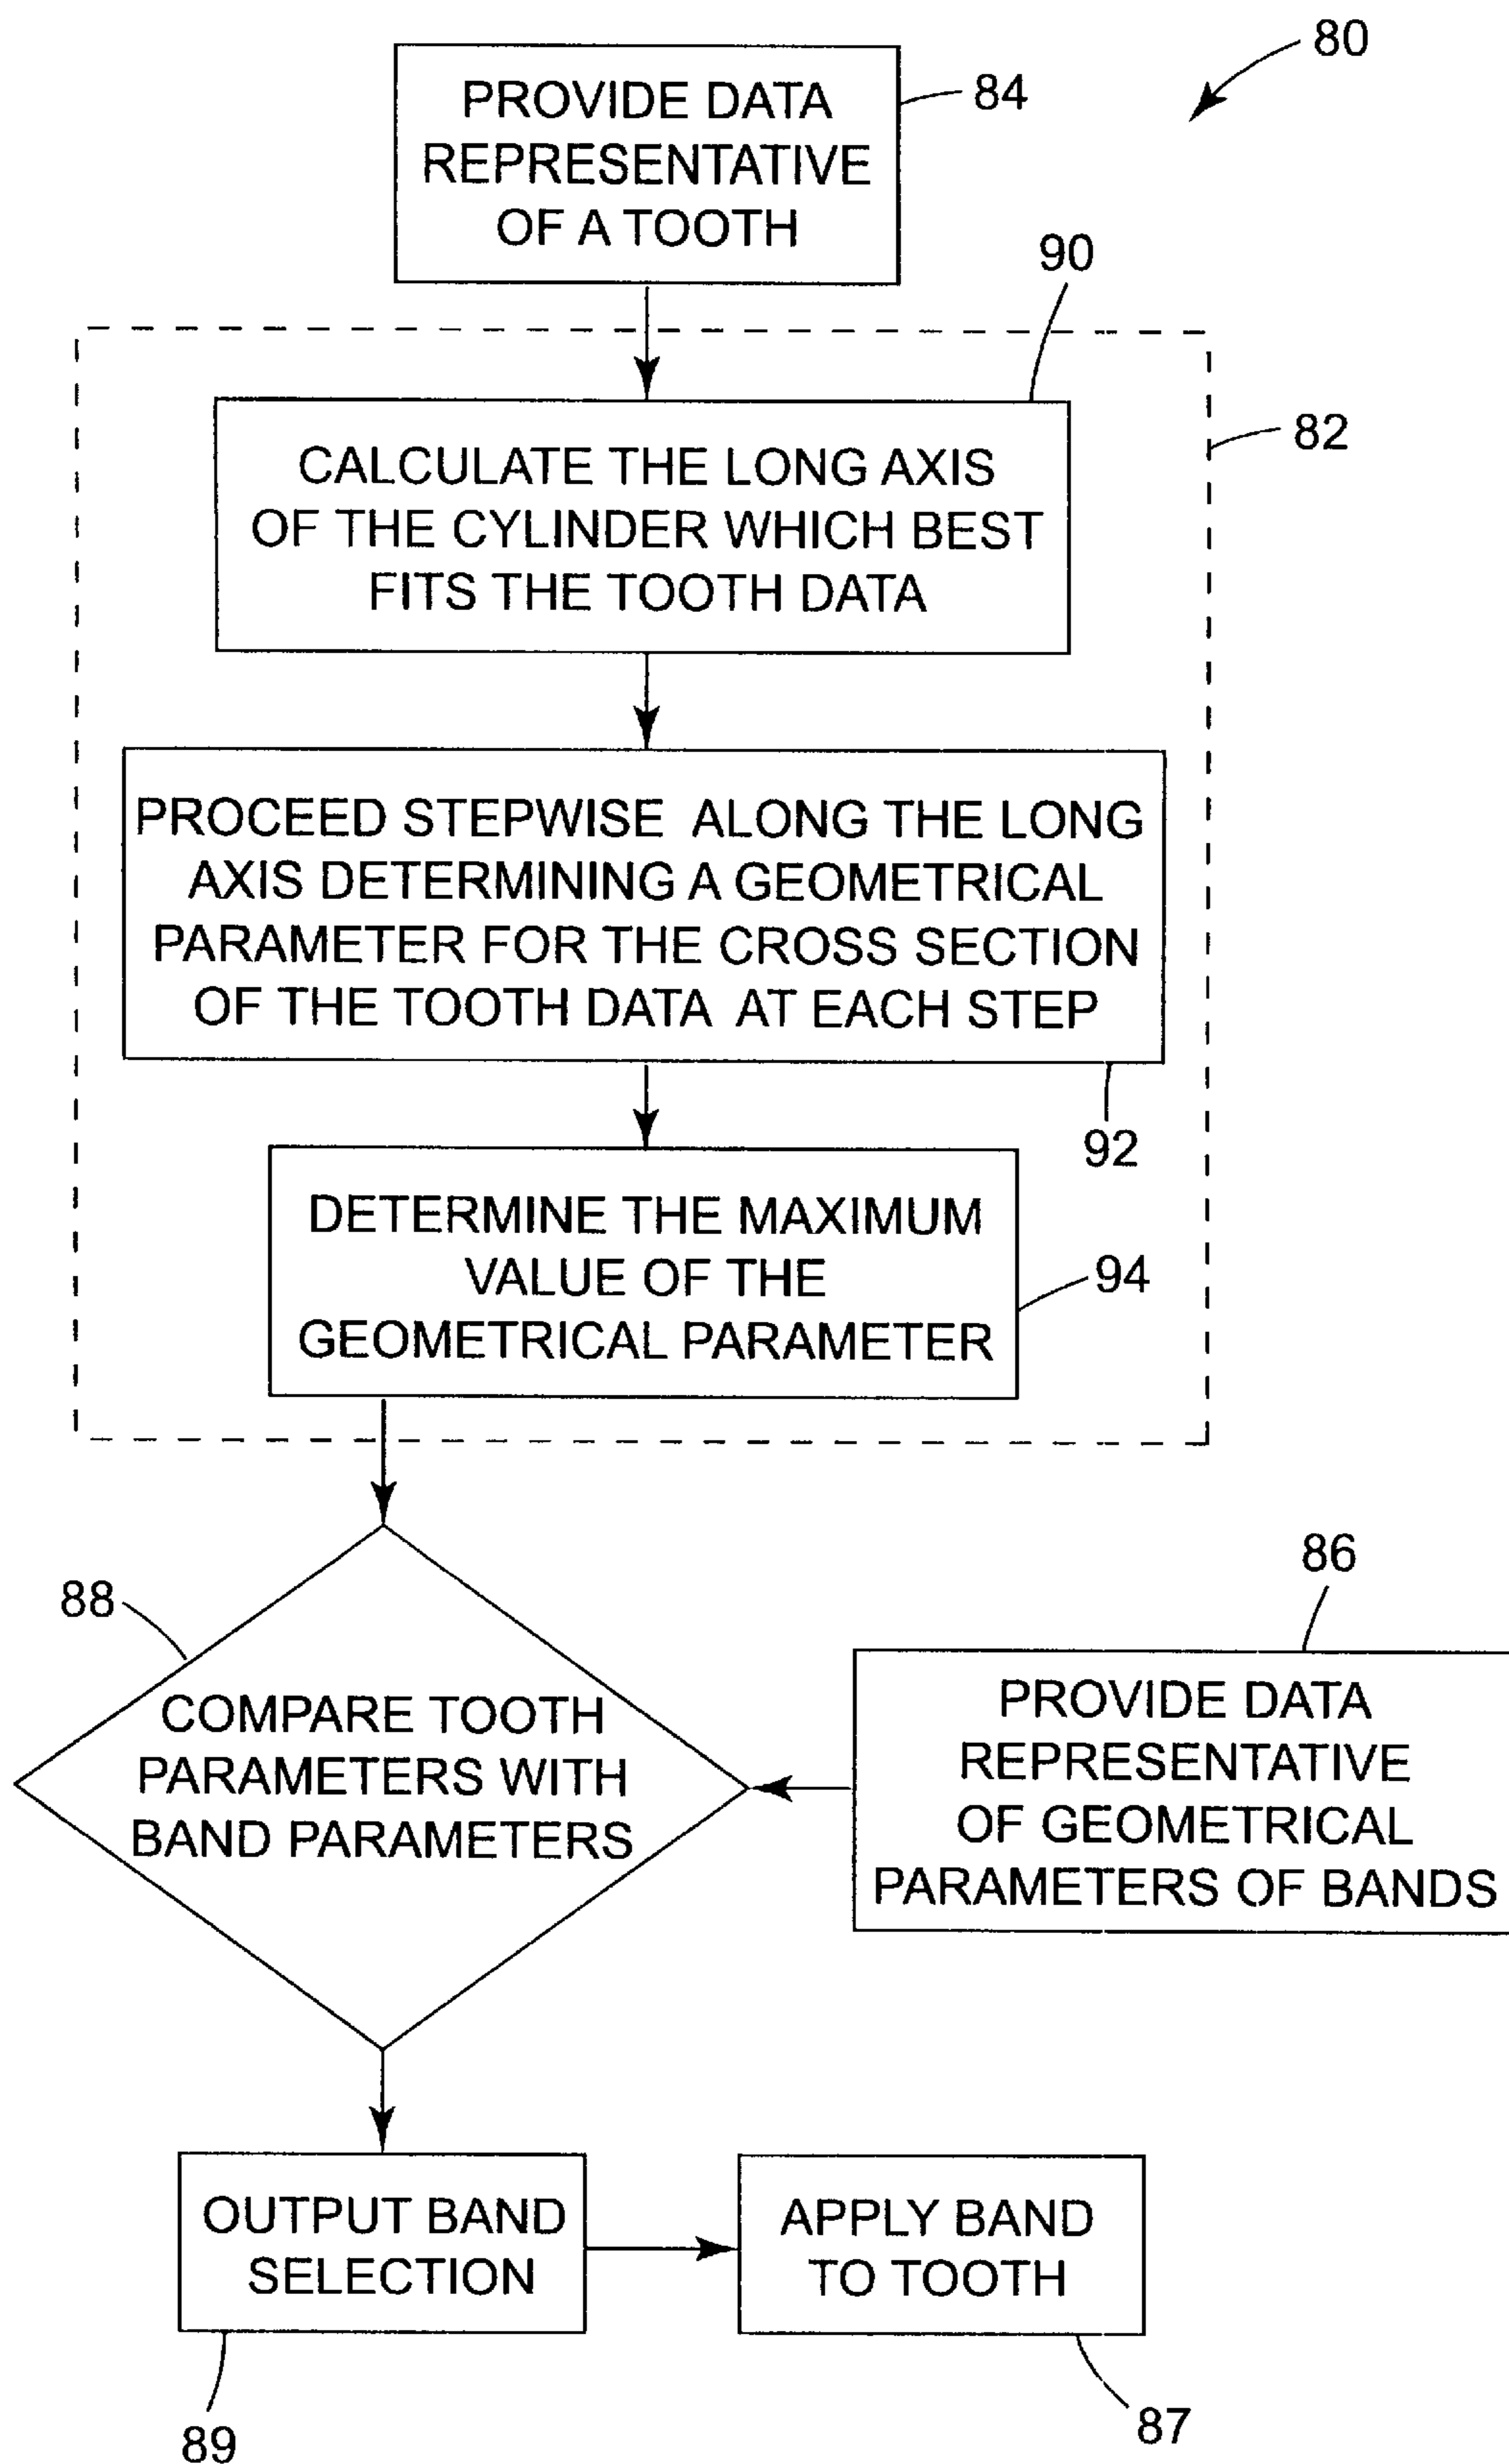 80
PROVIDE DATA
REPRESENTATIVE
OF A TOOTH
84
90
82
CALCULATE THE LONG AXIS
OF THE CYLINDER WHICH BEST
FITS THE TOOTH DATA
PROCEED STEPWISE ALONG THE LONG
AXIS DETERMINING A GEOMETRICAL
PARAMETER FOR THE CROSS SECTION
OF THE TOOTH DATA AT EACH STEP
92
DETERMINE THE MAXIMUM
VALUE OF THE
GEOMETRICAL PARAMETER
94
88
COMPARE TOOTH
PARAMETERS WITH
BAND PARAMETERS
86
PROVIDE DATA
REPRESENTATIVE
OF GEOMETRICAL
PARAMETERS OF BANDS
OUTPUT BAND
SELECTION
89
APPLY BAND
TO TOOTH
87